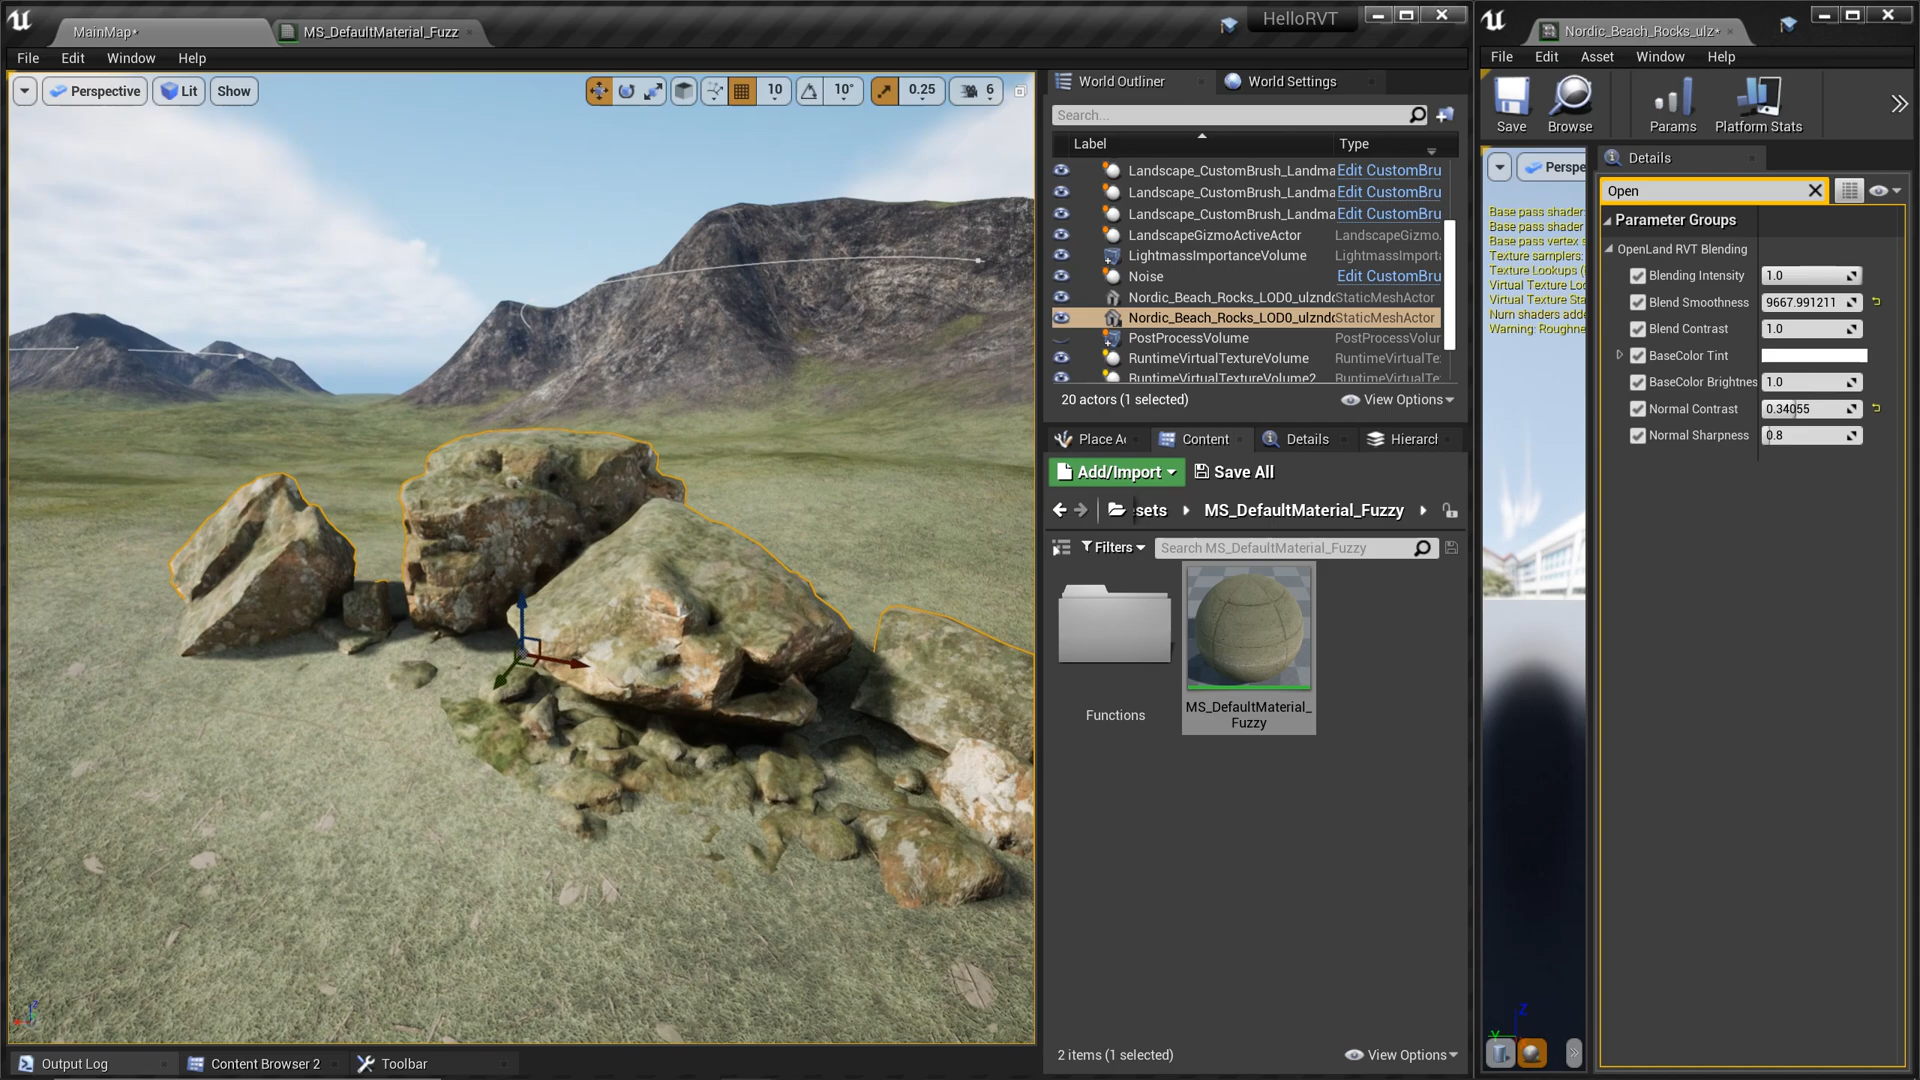 MainMap*
MS_DefaultMaterial_Fuzz
HelloRVT
File Edit Window Help
Perspective
Lit
Show
10
10°
0.25
6
World Outliner
World Settings
Search...
Label
Type
Landscape_CustomBrush_Landma Edit CustomBru
Landscape_CustomBrush_Landma Edit CustomBru
Landscape_CustomBrush_Landma Edit CustomBru
LandscapeGizmoActiveActor LandscapeGizmo.
LightmassImportanceVolume LightmassImporta
Noise Edit CustomBru
Nordic_Beach_Rocks_LOD0_ulzndc StaticMeshActor
Nordic_Beach_Rocks_LOD0_ulzndc StaticMeshActor
PostProcessVolume PostProcessVolur
RuntimeVirtualTextureVolume RuntimeVirtualTe
RuntimeVirtualTextureVolume2 RuntimeVirtualTe
20 actors (1 selected)
View Options
Place Ac
Content
Details
Hierarch
Add/Import
Save All
sets
MS_DefaultMaterial_Fuzzy
Filters
Search MS_DefaultMaterial_Fuzzy
Functions
MS_DefaultMaterial_
Fuzzy
2 items (1 selected)
View Options
Output Log
Content Browser 2
Toolbar
Nordic_Beach_Rocks_ulz*
File Edit Asset Window Help
Save
Browse
Params
Platform Stats
Perspe
Base pass shader
Base pass shader
Base pass vertex s
Texture samplers:
Texture Lookups (
Virtual Texture Loo
Virtual Texture Sta
Num shaders adde
Warning: Roughne
Details
Open
Parameter Groups
OpenLand RVT Blending
Blending Intensity 1.0
Blend Smoothness 9667.991211
Blend Contrast 1.0
BaseColor Tint
BaseColor Brightnes 1.0
Normal Contrast 0.34055
Normal Sharpness 0.8
Z
Y